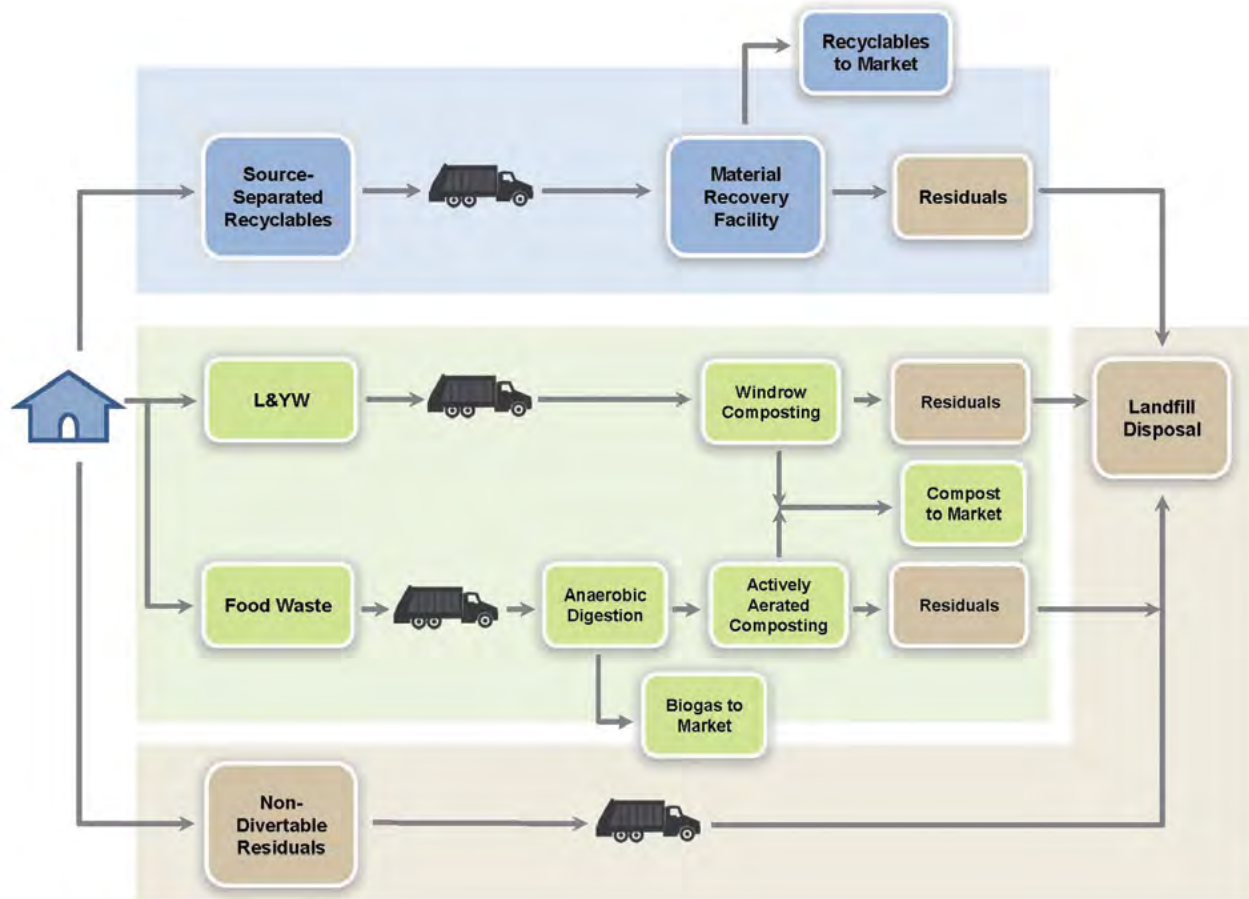 Recyclables
to Market
Source-
Separated
Recyclables
Material
Recovery
Facility
Residuals
L&YW
Windrow
Composting
Residuals
Landfill
Disposal
Compost
to Market
Food Waste
Anaerobic
Digestion
Actively
Aerated
Composting
Residuals
Biogas to
Market
Non-
Divertable
Residuals